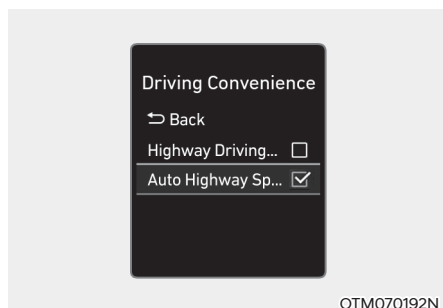 Driving Convenience
Back
Highway Driving...
Auto Highway Sp...
OTM070192N